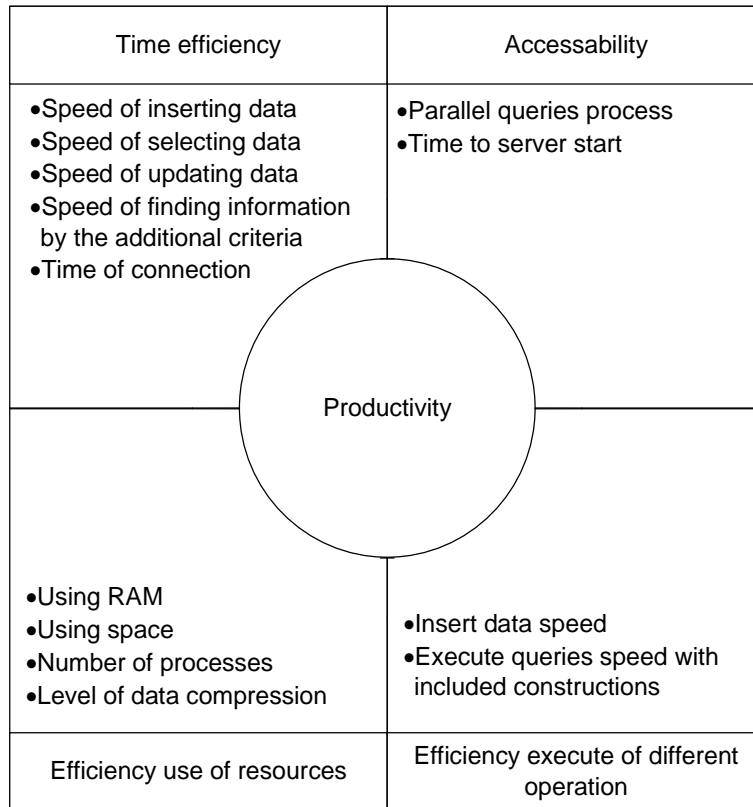 Time efficiency
Accessability
•Speed of inserting data
•Speed of selecting data
•Speed of updating data
•Speed of finding information
by the additional criteria
•Time of connection
•Parallel queries process
•Time to server start
Productivity
•Using RAM
•Using space
•Number of processes
•Level of data compression
•Insert data speed
•Execute queries speed with
included constructions
Efficiency use of resources
Efficiency execute of different
operation